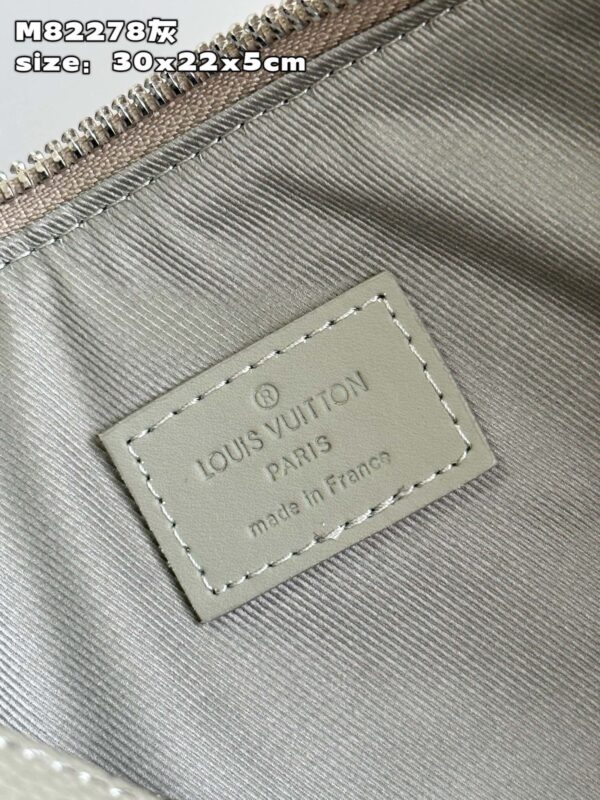 M82278灰
size: 30x22x5cm
®
LOUIS VUITTON
PARIS
made in France